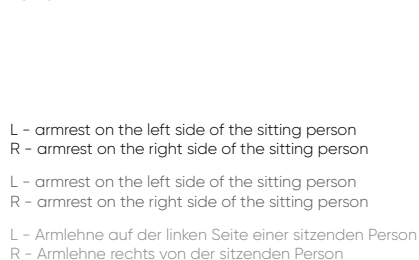 L - armrest on the left side of the sitting person
R - armrest on the right side of the sitting person
L - armrest on the left side of the sitting person
R - armrest on the right side of the sitting person
L - Armlehne auf der linken Seite einer sitzenden Person
R - Armlehne rechts von der sitzenden Person